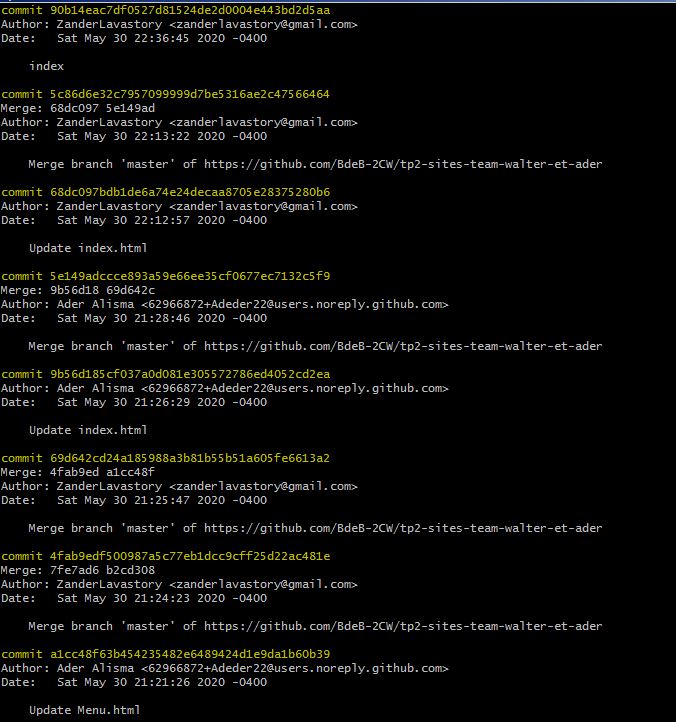 commit 90b14eac7df0527d81524de2d0004e443bd2d5aa
Author: ZanderLavastory <zanderlavastory@gmail.com>
Date:   Sat May 30 22:36:45 2020 -0400
index
commit 5c86d6e32c7957099999d7be5316ae2c47566464
Merge: 68dc097 5e149ad
Author: ZanderLavastory <zanderlavastory@gmail.com>
Date:   Sat May 30 22:13:22 2020 -0400
Merge branch 'master' of https://github.com/BdeB-2CW/tp2-sites-team-walter-et-ader
commit 68dc097bdb1de6a74e24decaa8705e28375280b6
Author: ZanderLavastory <zanderlavastory@gmail.com>
Date:   Sat May 30 22:12:57 2020 -0400
Update index.html
commit 5e149adccce893a59e66ee35cf0677ec7132c5f9
Merge: 9b56d18 69d642c
Author: Ader Alisma <62966872+Adeder22@users.noreply.github.com>
Date:   Sat May 30 21:28:46 2020 -0400
Merge branch 'master' of https://github.com/BdeB-2CW/tp2-sites-team-walter-et-ader
commit 9b56d185cf037a0d081e305572786ed4052cd2ea
Author: Ader Alisma <62966872+Adeder22@users.noreply.github.com>
Date:   Sat May 30 21:26:29 2020 -0400
Update index.html
commit 69d642cd24a185988a3b81b55b51a605fe6613a2
Merge: 4fab9ed a1cc48f
Author: ZanderLavastory <zanderlavastory@gmail.com>
Date:   Sat May 30 21:25:47 2020 -0400
Merge branch 'master' of https://github.com/BdeB-2CW/tp2-sites-team-walter-et-ader
commit 4fab9edf500987a5c77eb1dcc9cff25d22ac481e
Merge: 7fe7ad6 b2cd308
Author: ZanderLavastory <zanderlavastory@gmail.com>
Date:   Sat May 30 21:24:23 2020 -0400
Merge branch 'master' of https://github.com/BdeB-2CW/tp2-sites-team-walter-et-ader
commit a1cc48f63b454235482e6489424d1e9da1b60b39
Author: Ader Alisma <62966872+Adeder22@users.noreply.github.com>
Date:   Sat May 30 21:21:26 2020 -0400
Update Menu.html